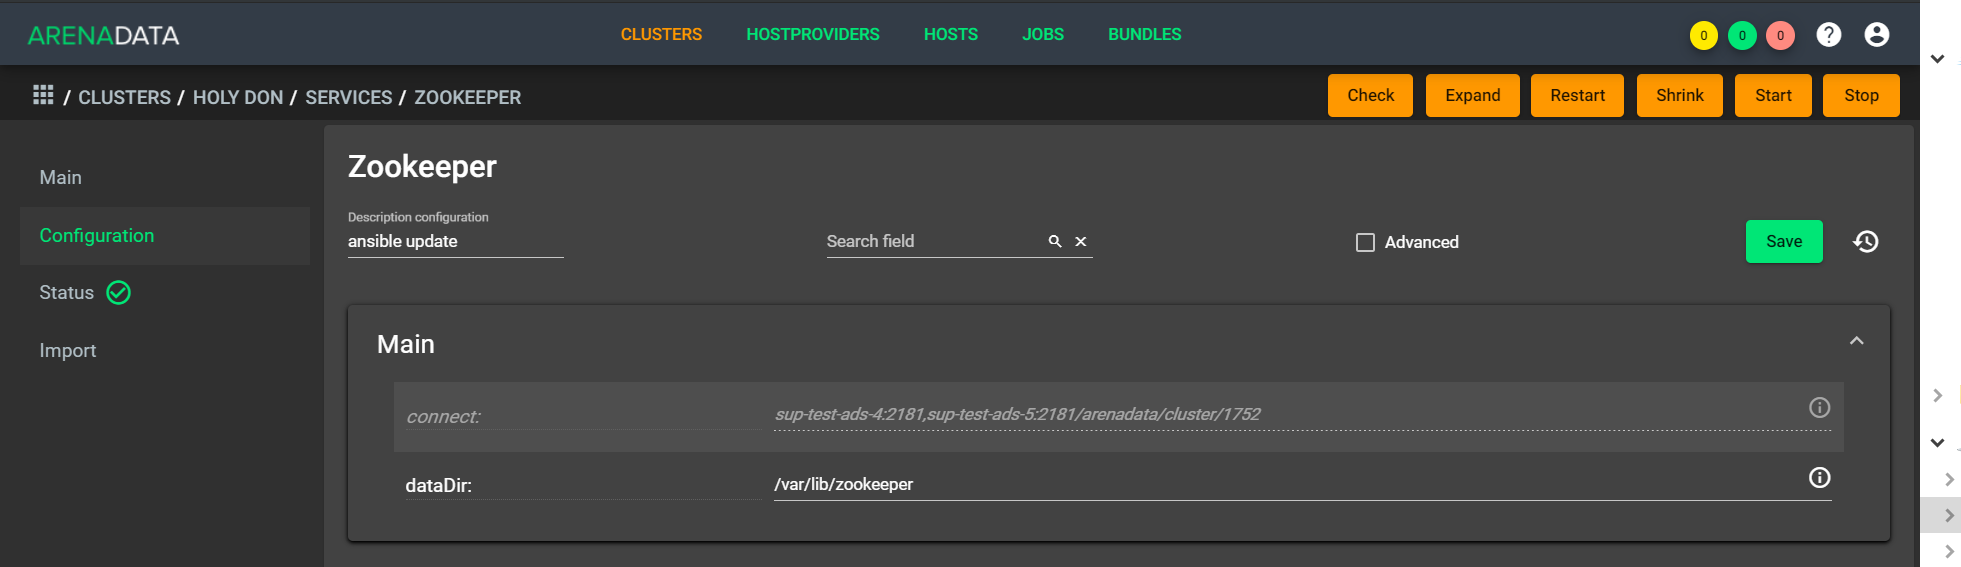 ARENADATA
CLUSTERS HOSTPROVIDERS HOSTS JOBS BUNDLES
0 0 0 ?
/ CLUSTERS / HOLY DON / SERVICES / ZOOKEEPER
Check Expand Restart Shrink Start Stop
Main
Configuration
Status
Import
Zookeeper
Description configuration
ansible update
Search field
Advanced
Save
Main
connect: sup-test-ads-4:2181,sup-test-ads-5:2181/arenadata/cluster/1752
dataDir: /var/lib/zookeeper